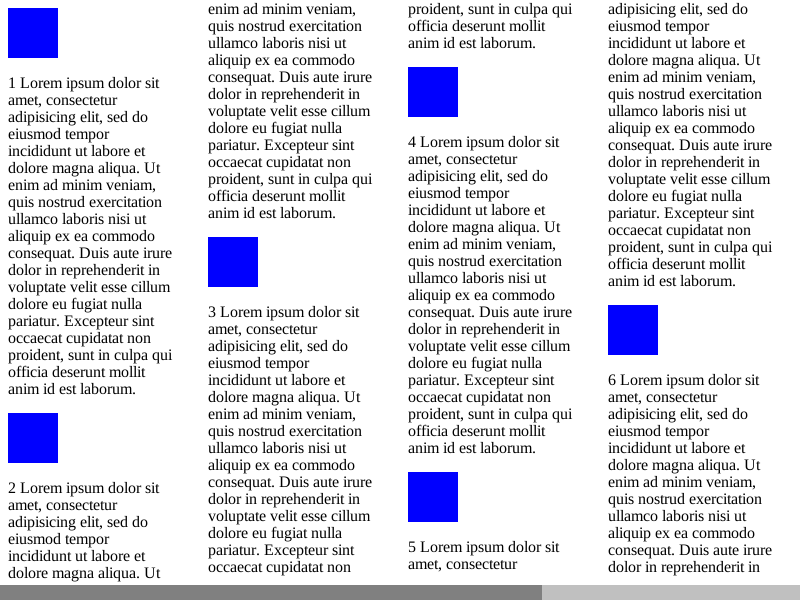 1 Lorem ipsum dolor sit
amet, consectetur
adipisicing elit, sed do
eiusmod tempor
incididunt ut labore et
dolore magna aliqua. Ut
enim ad minim veniam,
quis nostrud exercitation
ullamco laboris nisi ut
aliquip ex ea commodo
consequat. Duis aute irure
dolor in reprehenderit in
voluptate velit esse cillum
dolore eu fugiat nulla
pariatur. Excepteur sint
occaecat cupidatat non
proident, sunt in culpa qui
officia deserunt mollit
anim id est laborum.
2 Lorem ipsum dolor sit
amet, consectetur
adipisicing elit, sed do
eiusmod tempor
incididunt ut labore et
dolore magna aliqua. Ut
enim ad minim veniam,
quis nostrud exercitation
ullamco laboris nisi ut
aliquip ex ea commodo
consequat. Duis aute irure
dolor in reprehenderit in
voluptate velit esse cillum
dolore eu fugiat nulla
pariatur. Excepteur sint
occaecat cupidatat non
proident, sunt in culpa qui
officia deserunt mollit
anim id est laborum.
3 Lorem ipsum dolor sit
amet, consectetur
adipisicing elit, sed do
eiusmod tempor
incididunt ut labore et
dolore magna aliqua. Ut
enim ad minim veniam,
quis nostrud exercitation
ullamco laboris nisi ut
aliquip ex ea commodo
consequat. Duis aute irure
dolor in reprehenderit in
voluptate velit esse cillum
dolore eu fugiat nulla
pariatur. Excepteur sint
occaecat cupidatat non
proident, sunt in culpa qui
officia deserunt mollit
anim id est laborum.
4 Lorem ipsum dolor sit
amet, consectetur
adipisicing elit, sed do
eiusmod tempor
incididunt ut labore et
dolore magna aliqua. Ut
enim ad minim veniam,
quis nostrud exercitation
ullamco laboris nisi ut
aliquip ex ea commodo
consequat. Duis aute irure
dolor in reprehenderit in
voluptate velit esse cillum
dolore eu fugiat nulla
pariatur. Excepteur sint
occaecat cupidatat non
proident, sunt in culpa qui
officia deserunt mollit
anim id est laborum.
5 Lorem ipsum dolor sit
amet, consectetur
adipisicing elit, sed do
eiusmod tempor
incididunt ut labore et
dolore magna aliqua. Ut
enim ad minim veniam,
quis nostrud exercitation
ullamco laboris nisi ut
aliquip ex ea commodo
consequat. Duis aute irure
dolor in reprehenderit in
voluptate velit esse cillum
dolore eu fugiat nulla
pariatur. Excepteur sint
occaecat cupidatat non
proident, sunt in culpa qui
officia deserunt mollit
anim id est laborum.
6 Lorem ipsum dolor sit
amet, consectetur
adipisicing elit, sed do
eiusmod tempor
incididunt ut labore et
dolore magna aliqua. Ut
enim ad minim veniam,
quis nostrud exercitation
ullamco laboris nisi ut
aliquip ex ea commodo
consequat. Duis aute irure
dolor in reprehenderit in